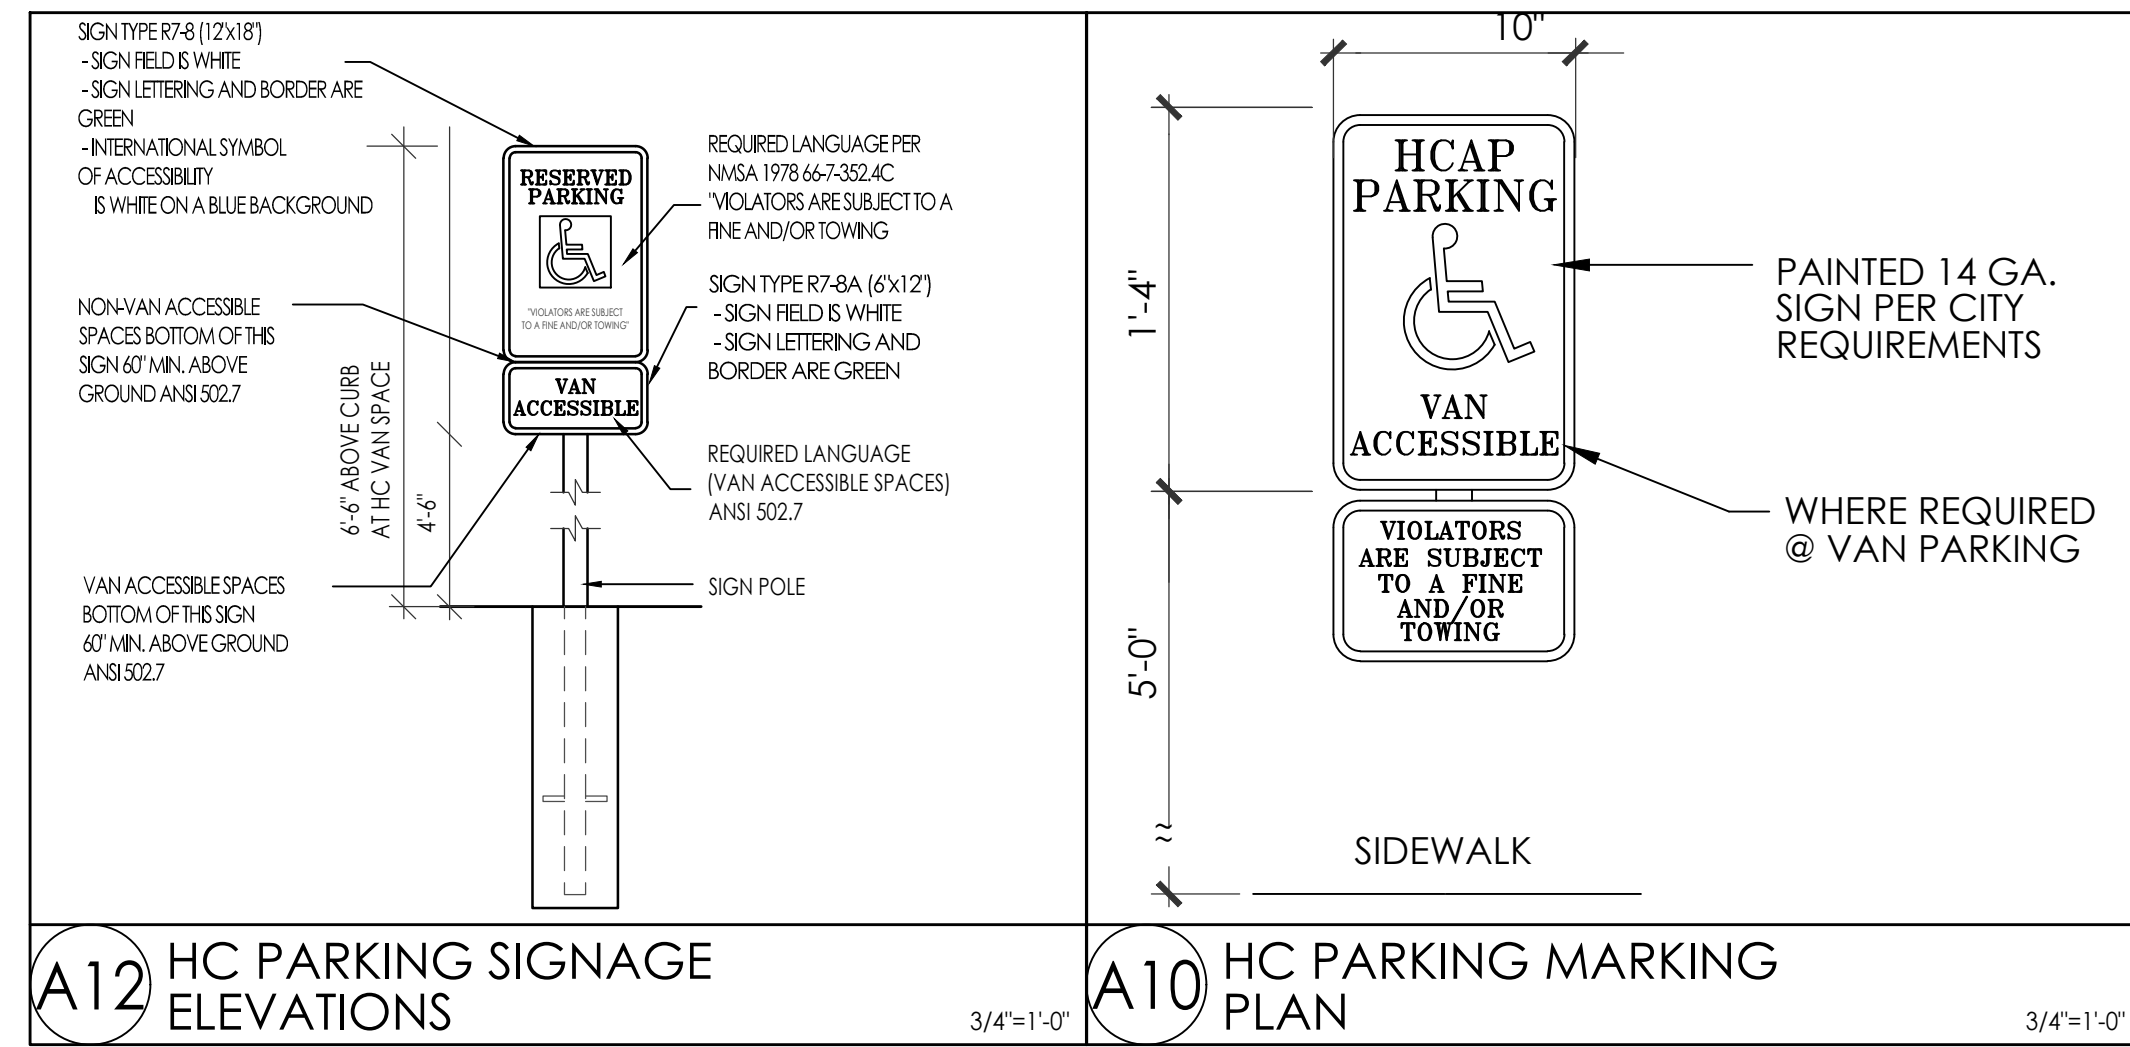 SIGN TYPE R7-8 (12"x18")
- SIGN FIELD IS WHITE
- SIGN LETTERING AND BORDER ARE
GREEN
- INTERNATIONAL SYMBOL
OF ACCESSIBILITY
IS WHITE ON A BLUE BACKGROUND
NON-VAN ACCESSIBLE
SPACES BOTTOM OF THIS
SIGN 60" MIN. ABOVE
GROUND ANSI 502.7
VAN ACCESSIBLE SPACES
BOTTOM OF THIS SIGN
60" MIN. ABOVE GROUND
ANSI 502.7
6'-6" ABOVE CURB
AT HC VAN SPACE
4'-6"
RESERVED
PARKING
"VIOLATORS ARE SUBJECT
TO A FINE AND/OR TOWING"
VAN
ACCESSIBLE
REQUIRED LANGUAGE PER
NMSA 1978 66-7-352.4C
"VIOLATORS ARE SUBJECT TO A
FINE AND/OR TOWING
SIGN TYPE R7-8A (6"x12")
- SIGN FIELD IS WHITE
- SIGN LETTERING AND
BORDER ARE GREEN
REQUIRED LANGUAGE
(VAN ACCESSIBLE SPACES)
ANSI 502.7
SIGN POLE
A12
HC PARKING SIGNAGE
ELEVATIONS
3/4"=1'-0"
10"
1'-4"
5'-0"
HCAP
PARKING
VAN
ACCESSIBLE
VIOLATORS
ARE SUBJECT
TO A FINE
AND/OR
TOWING
PAINTED 14 GA.
SIGN PER CITY
REQUIREMENTS
WHERE REQUIRED
@ VAN PARKING
SIDEWALK
A10
HC PARKING MARKING
PLAN
3/4"=1'-0"